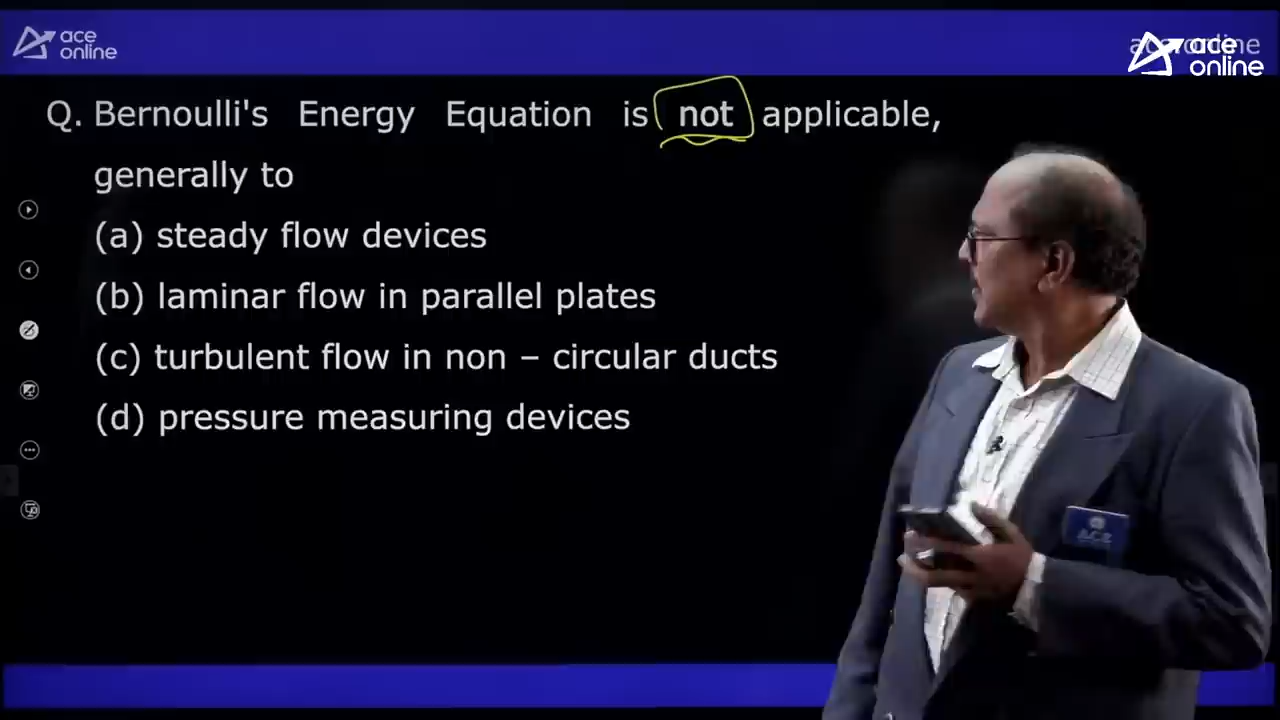 ace
online
ace
online
Q. Bernoulli's Energy Equation is not applicable,
generally to
(a) steady flow devices
(b) laminar flow in parallel plates
(c) turbulent flow in non – circular ducts
(d) pressure measuring devices
ACE